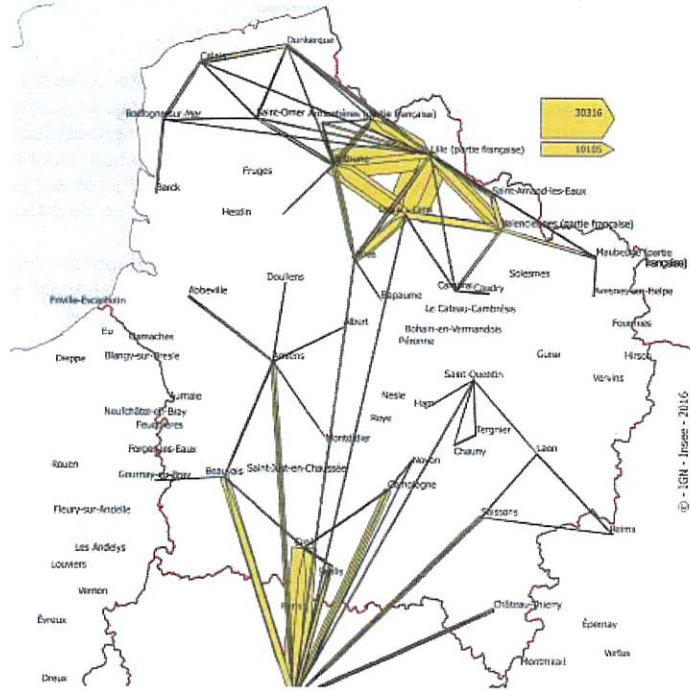 Dunkerque
Calais
30316
10105
Boulogne-sur-Mer
Saint-Omer
Armentières (partie française)
Lille (partie française)
Fruges
Saint-Amand-les-Eaux
Berck
Hesdin
Valenciennes (partie française)
Maubeuge (partie
française)
Doullens
Solesmes
Abbeville
Bapaume
Cambrai
Caudry
Avesnes-sur-Helpe
Friville-Escarbotin
Le Cateau-Cambrésis
Albert
Bohain-en-Vermandois
Péronne
Fourmies
Eu
Gamaches
Dieppe
Blangy-sur-Bresle
Amiens
Guise
Hirson
Vervins
Saint-Quentin
Aumale
Nesle
Ham
Neufchâtel-en-Bray
Feuquières
Roye
Tergnier
Montdidier
Forges-les-Eaux
Chauny
Laon
Rouen
Gournay-en-Bray
Beauvais
Saint-Just-en-Chaussée
Noyon
Compiègne
Fleury-sur-Andelle
Soissons
Reims
Les Andelys
Creil
Louviers
Senlis
Vernon
Paris
Château-Thierry
Évreux
Épernay
Vertus
Montmirail
Dreux
© - IGN - Insee - 2016